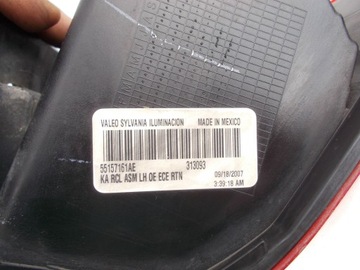 VALEO SYLVANIA ILUMINACION MADE IN MEXICO
55157161AE 313093
KA RCL ASM LH OE ECE RTN 09/18/2007
3:39:18 AM